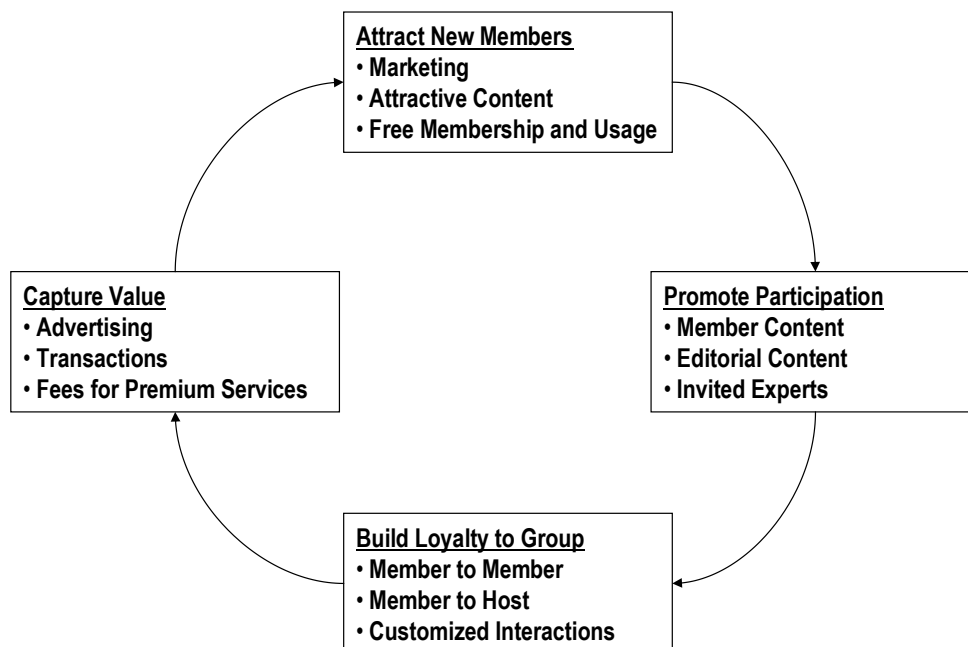 Attract New Members
• Marketing
• Attractive Content
• Free Membership and Usage
Capture Value
• Advertising
• Transactions
• Fees for Premium Services
Promote Participation
• Member Content
• Editorial Content
• Invited Experts
Build Loyalty to Group
• Member to Member
• Member to Host
• Customized Interactions